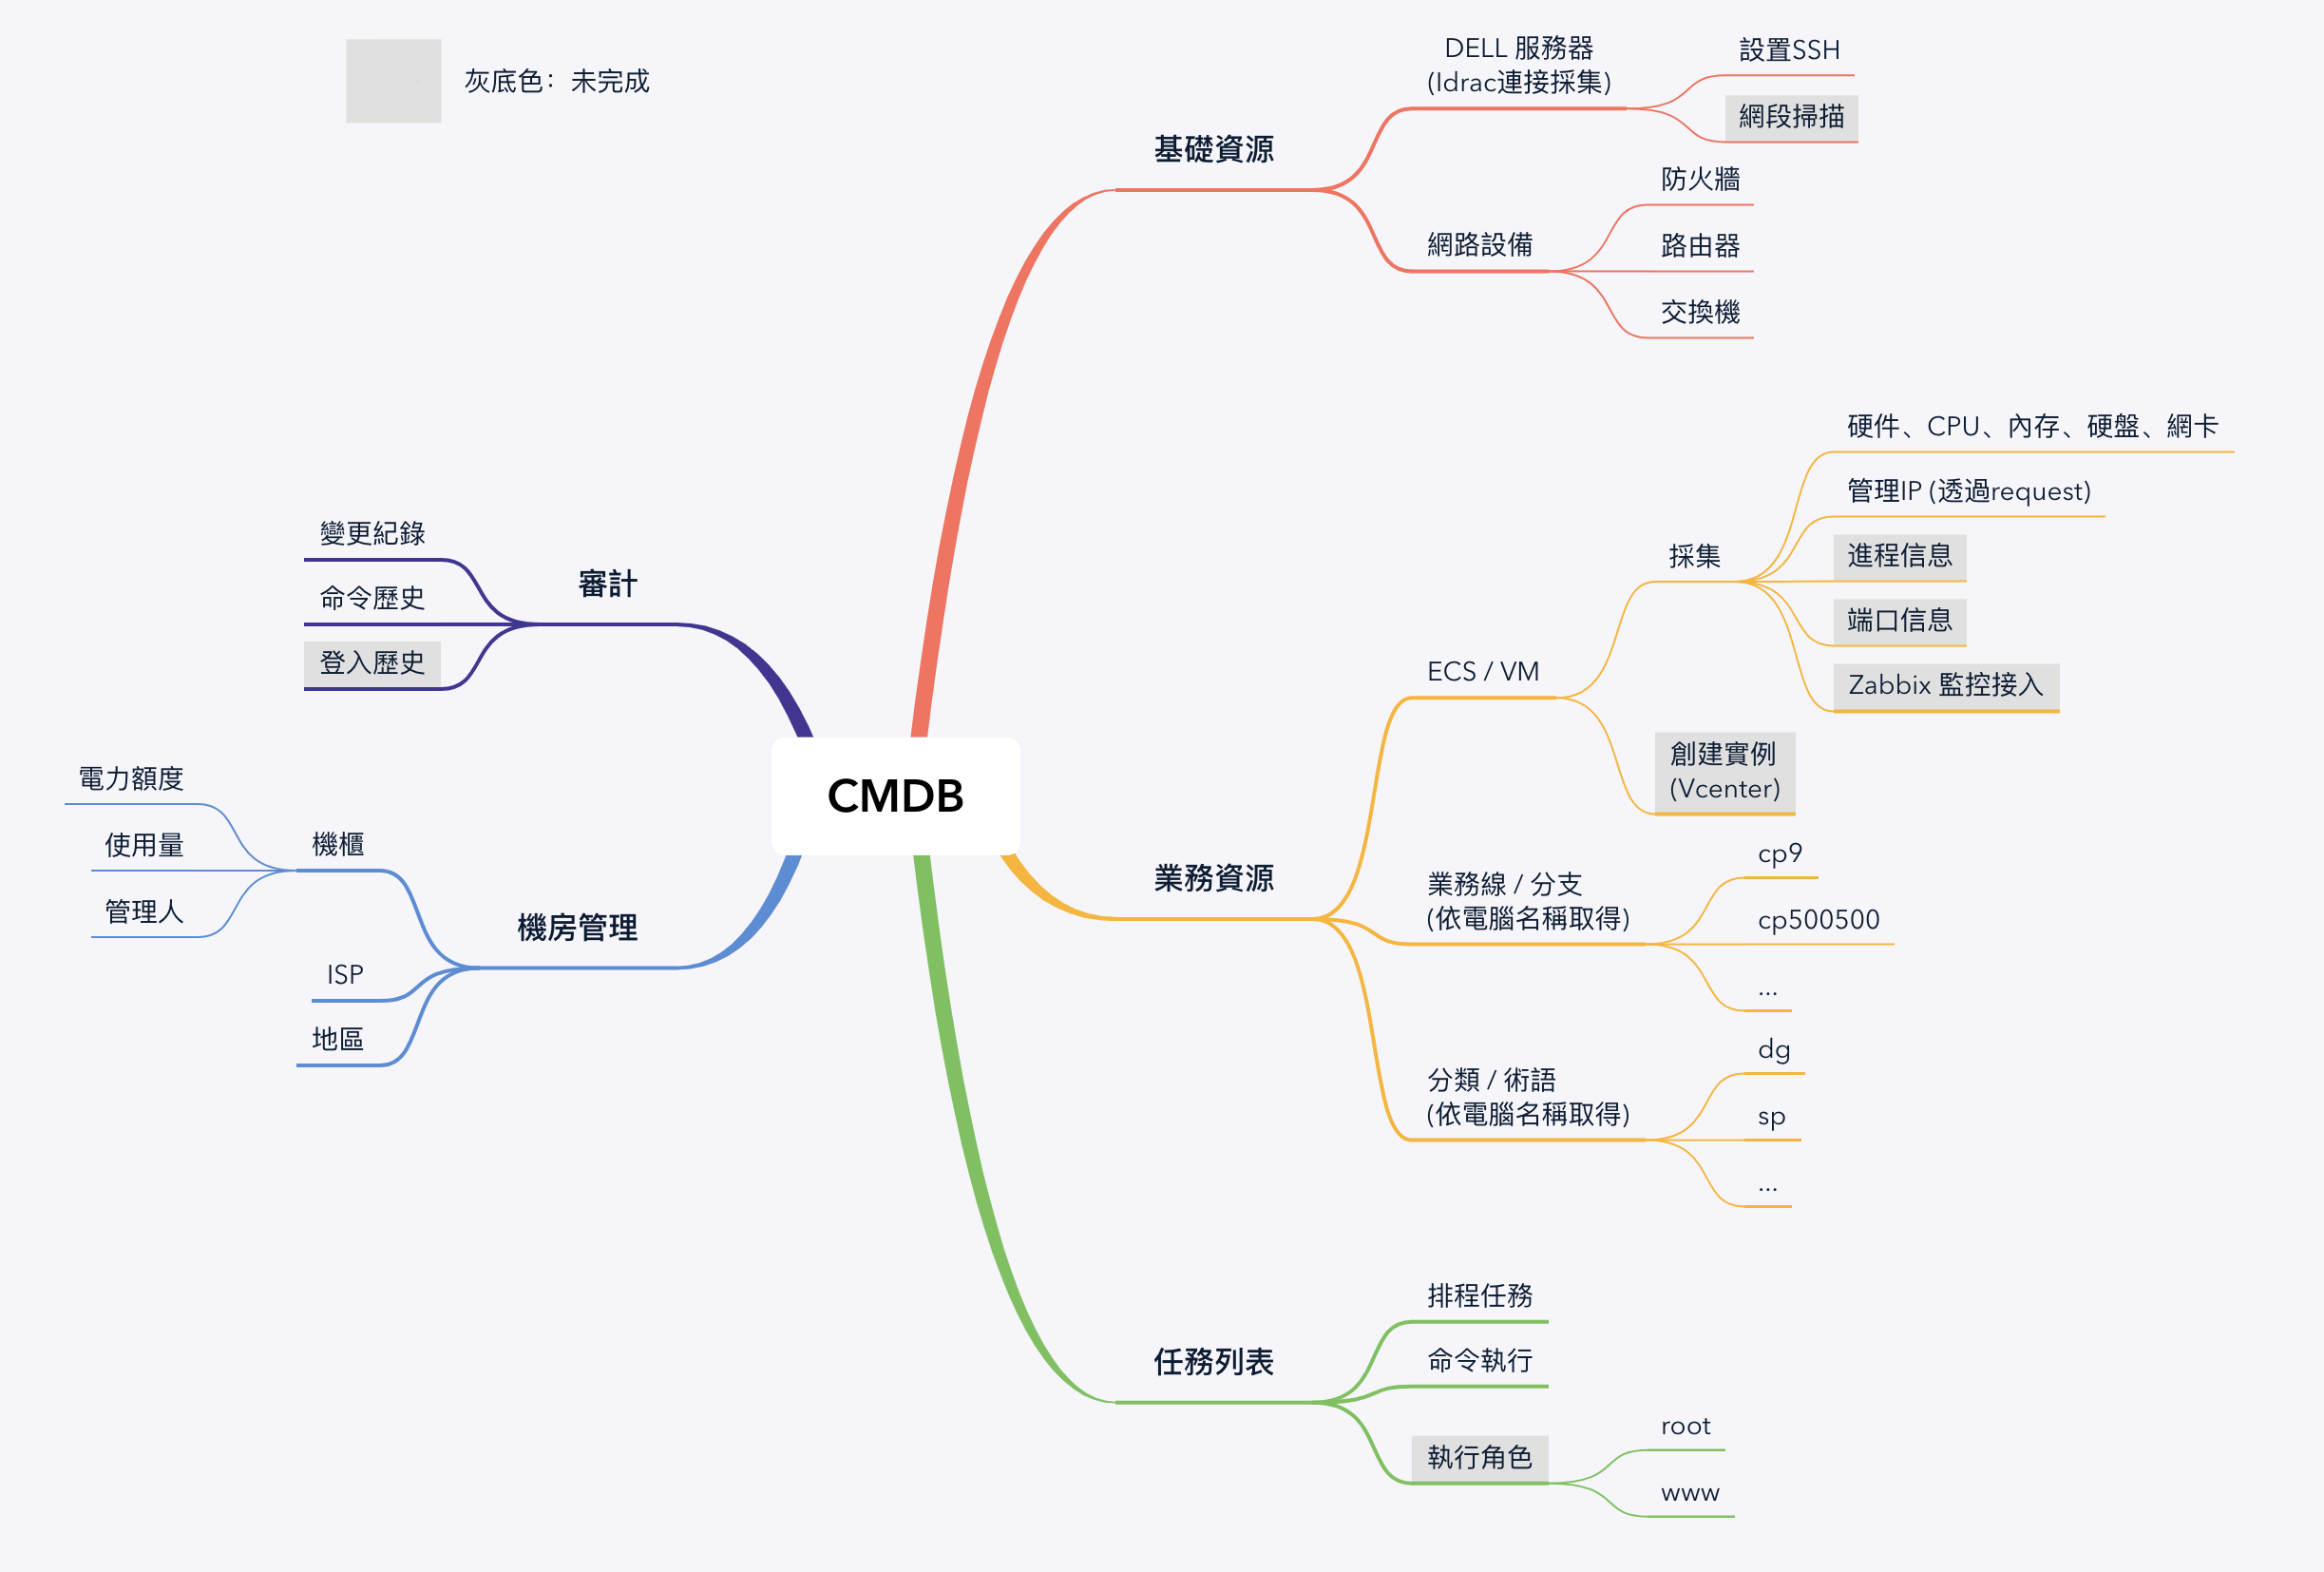 灰底色：未完成
CMDB
基礎資源
DELL 服務器
(Idrac連接採集)
設置SSH
網段掃描
網路設備
防火牆
路由器
交換機
業務資源
ECS / VM
採集
硬件、CPU、內存、硬盤、網卡
管理IP (透過request)
進程信息
端口信息
Zabbix 監控接入
創建實例
(Vcenter)
業務線 / 分支
(依電腦名稱取得)
cp9
cp500500
...
分類 / 術語
(依電腦名稱取得)
dg
sp
...
任務列表
排程任務
命令執行
執行角色
root
www
審計
變更紀錄
命令歷史
登入歷史
機房管理
機櫃
電力額度
使用量
管理人
ISP
地區